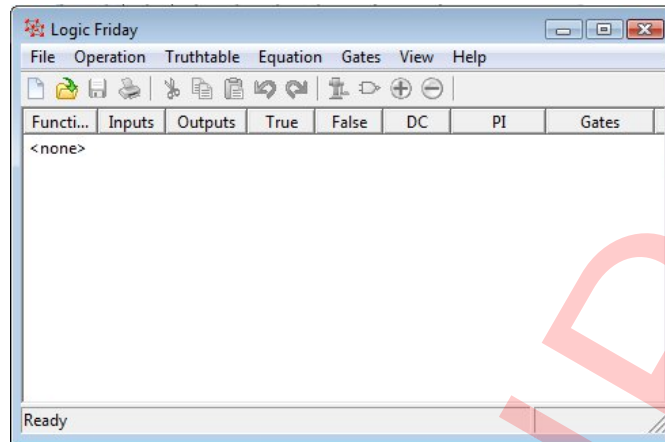 Logic Friday
File Operation Truthtable Equation Gates View Help
Functi... Inputs Outputs True False DC PI Gates
<none>
Ready